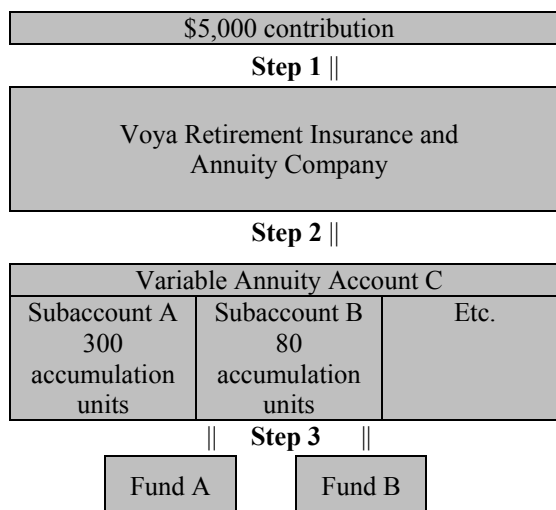 $5,000 contribution
Step 1 ||
Voya Retirement Insurance and
Annuity Company
Step 2 ||
Variable Annuity Account C
Subaccount A
300
accumulation
units
Subaccount B
80
accumulation
units
Etc.
|| Step 3 ||
Fund A
Fund B